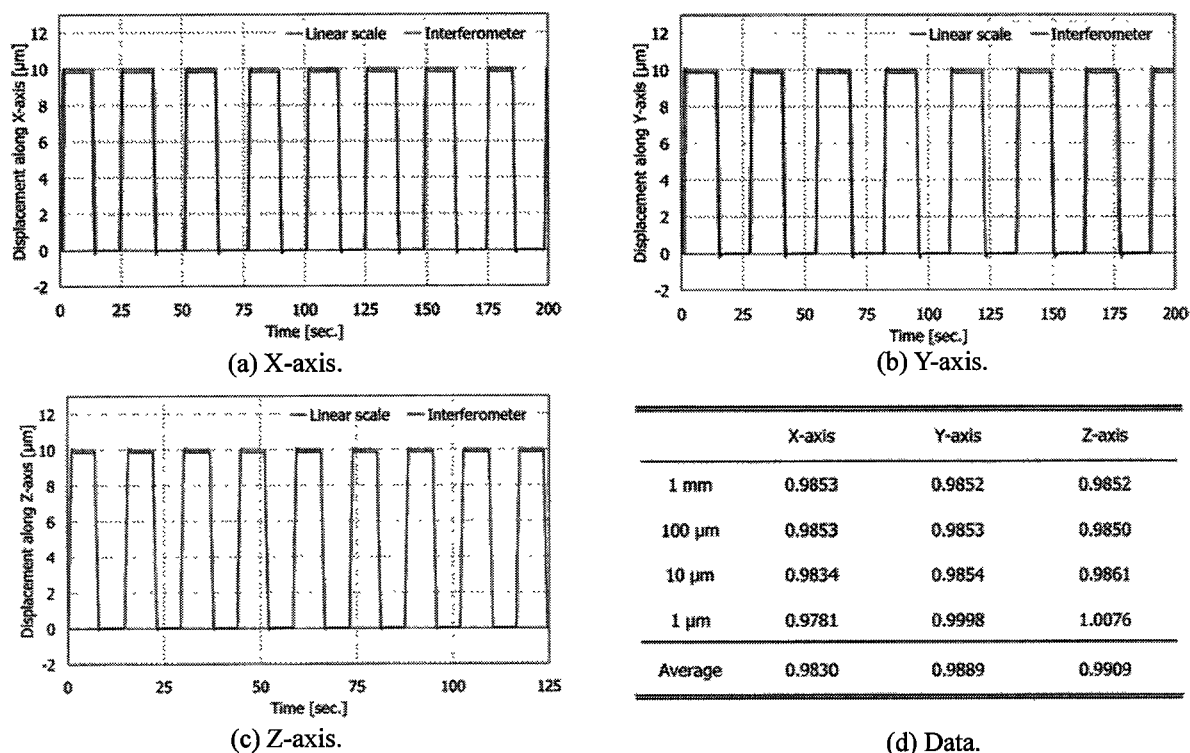 Linear scale Interferometer
Displacement along X-axis [µm]
12
10
8
6
4
2
0
-2
0 25 50 75 100 125 150 175 200
Time [sec.]
(a) X-axis.
Linear scale Interferometer
Displacement along Y-axis [µm]
12
10
8
6
4
2
0
-2
0 25 50 75 100 125 150 175 200
Time [sec.]
(b) Y-axis.
Linear scale Interferometer
Displacement along Z-axis [µm]
12
10
8
6
4
2
0
-2
0 25 50 75 100 125
Time [sec.]
(c) Z-axis.
X-axis Y-axis Z-axis
1 mm 0.9853 0.9852 0.9852
100 µm 0.9853 0.9853 0.9850
10 µm 0.9834 0.9854 0.9861
1 µm 0.9781 0.9998 1.0076
Average 0.9830 0.9889 0.9909
(d) Data.